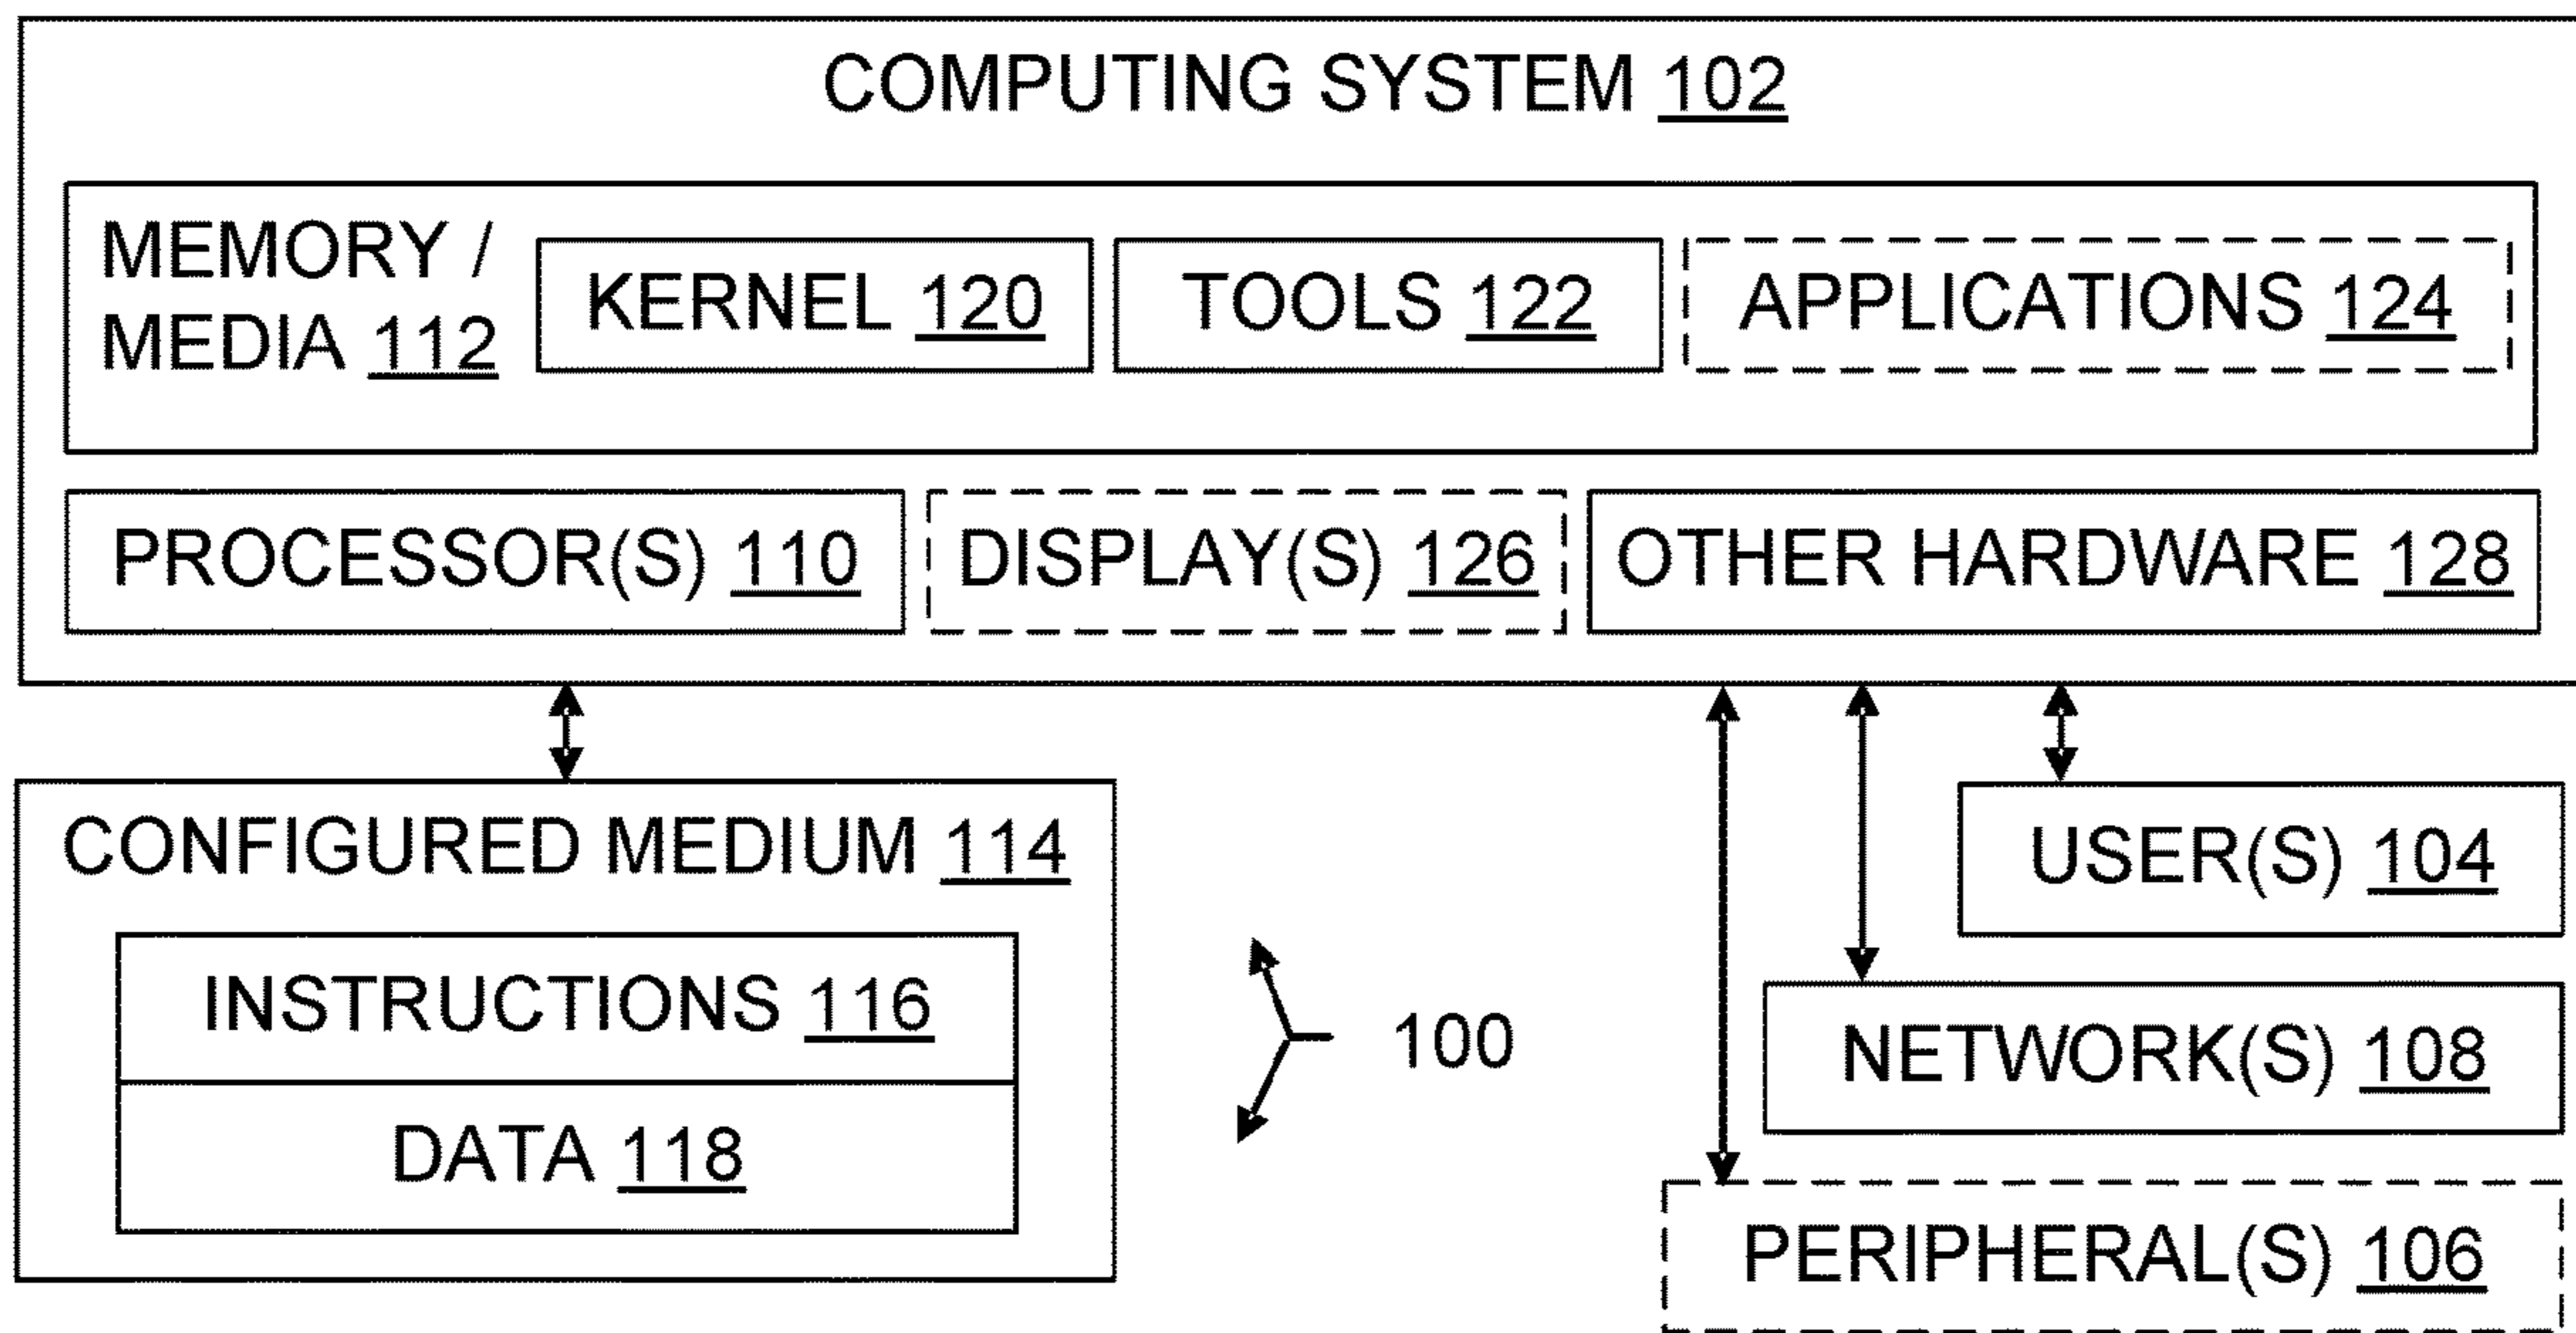 COMPUTING SYSTEM 102
MEMORY /
MEDIA 112
KERNEL 120
TOOLS 122
APPLICATIONS 124
PROCESSOR(S) 110
DISPLAY(S) 126
OTHER HARDWARE 128
CONFIGURED MEDIUM 114
INSTRUCTIONS 116
DATA 118
100
USER(S) 104
NETWORK(S) 108
PERIPHERAL(S) 106